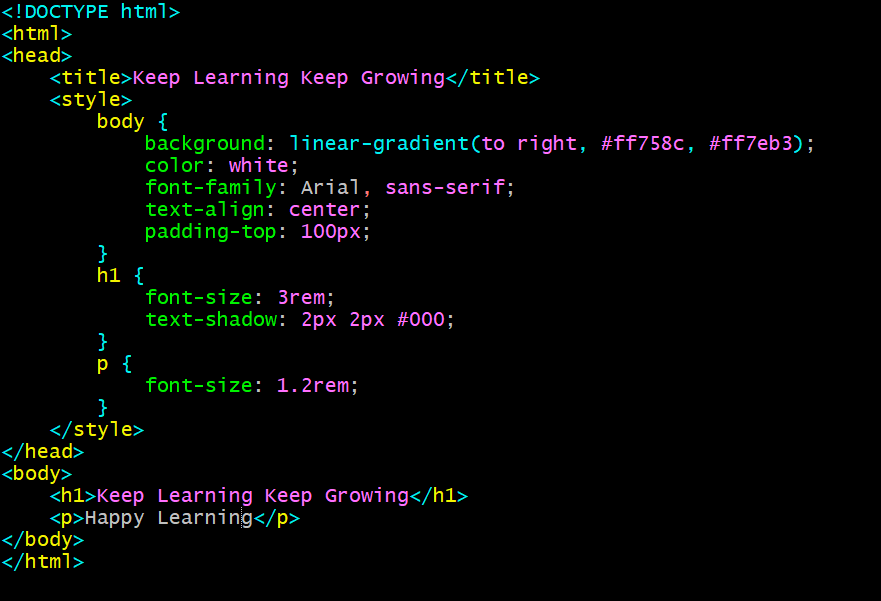 <!DOCTYPE html>
<html>
<head>
    <title>Keep Learning Keep Growing</title>
    <style>
        body {
            background: linear-gradient(to right, #ff758c, #ff7eb3);
            color: white;
            font-family: Arial, sans-serif;
            text-align: center;
            padding-top: 100px;
        }
        h1 {
            font-size: 3rem;
            text-shadow: 2px 2px #000;
        }
        p {
            font-size: 1.2rem;
        }
    </style>
</head>
<body>
    <h1>Keep Learning Keep Growing</h1>
    <p>Happy Learning</p>
</body>
</html>